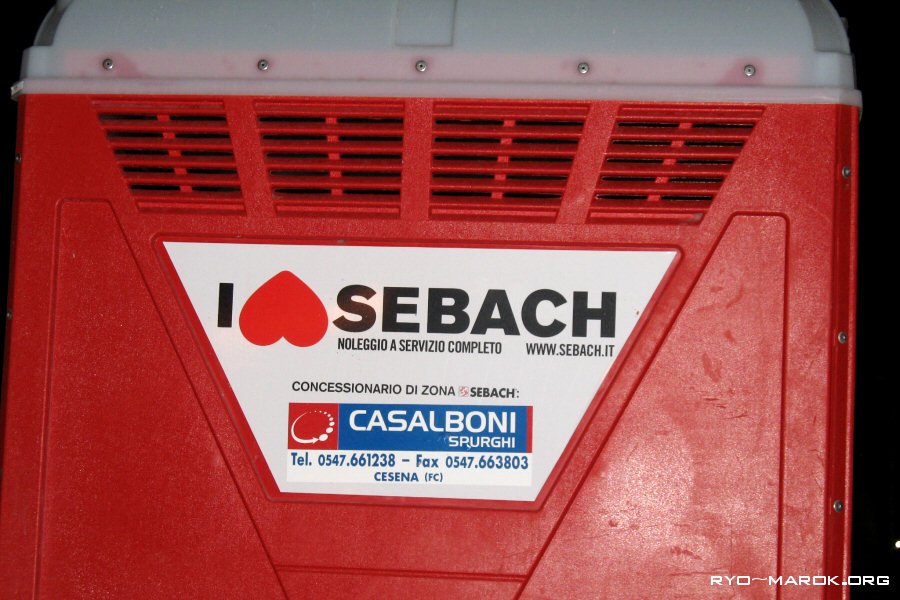 I SEBACH
NOLEGGIO A SERVIZIO COMPLETO WWW.SEBACH.IT
CONCESSIONARIO DI ZONA SEBACH:
CASALBONI
SPURGHI
Tel. 0547.661238 - Fax 0547.663803
CESENA (FC)
RYO~MAROK.ORG